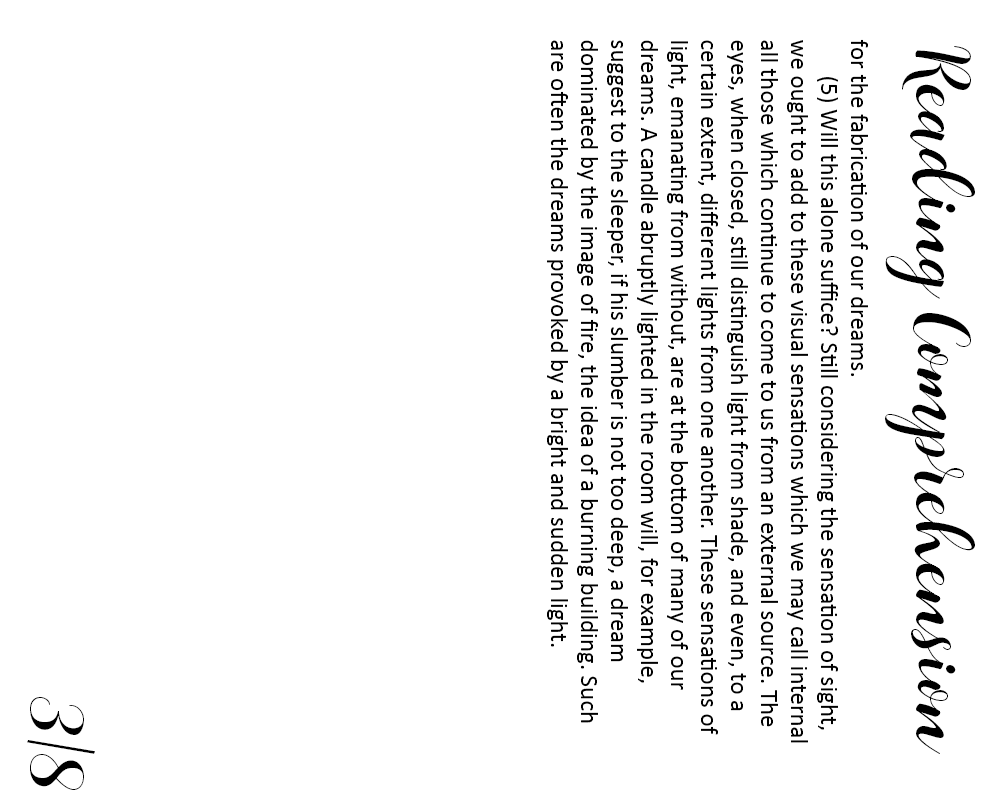 Reading Comprehension
for the fabrication of our dreams.
(5) Will this alone suffice? Still considering the sensation of sight,
we ought to add to these visual sensations which we may call internal
all those which continue to come to us from an external source. The
eyes, when closed, still distinguish light from shade, and even, to a
certain extent, different lights from one another. These sensations of
light, emanating from without, are at the bottom of many of our
dreams. A candle abruptly lighted in the room will, for example,
suggest to the sleeper, if his slumber is not too deep, a dream
dominated by the image of fire, the idea of a burning building. Such
are often the dreams provoked by a bright and sudden light.
3/8